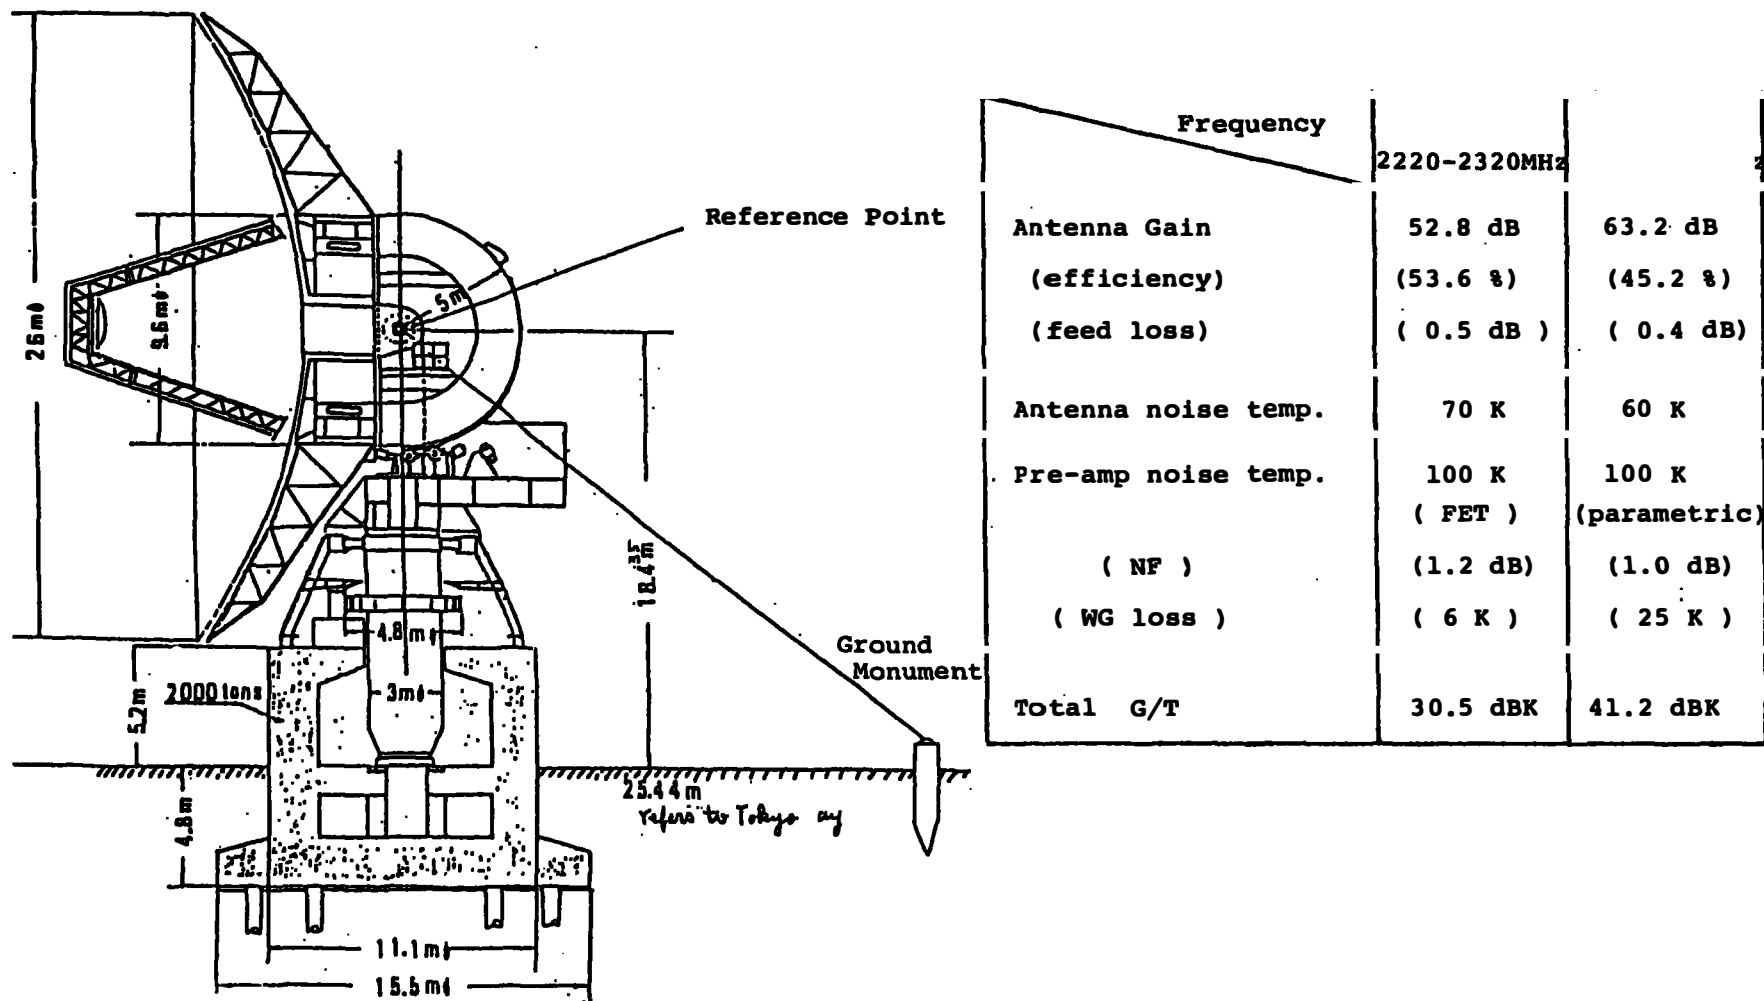 26mϕ
9.6mϕ
5m
Reference Point
18.435m
4.8mϕ
3mϕ
2000tons
5.2m
4.8m
11.1mϕ
15.5mϕ
Ground
Monument
25.44m
refers to Tokyo ay
Frequency
2220-2320MHz z
Antenna Gain 52.8 dB 63.2 dB
(efficiency) (53.6 %) (45.2 %)
(feed loss) ( 0.5 dB ) ( 0.4 dB)
Antenna noise temp. 70 K 60 K
Pre-amp noise temp. 100 K 100 K
( FET ) (parametric)
( NF ) (1.2 dB) (1.0 dB)
( WG loss ) ( 6 K ) ( 25 K )
Total G/T 30.5 dBK 41.2 dBK